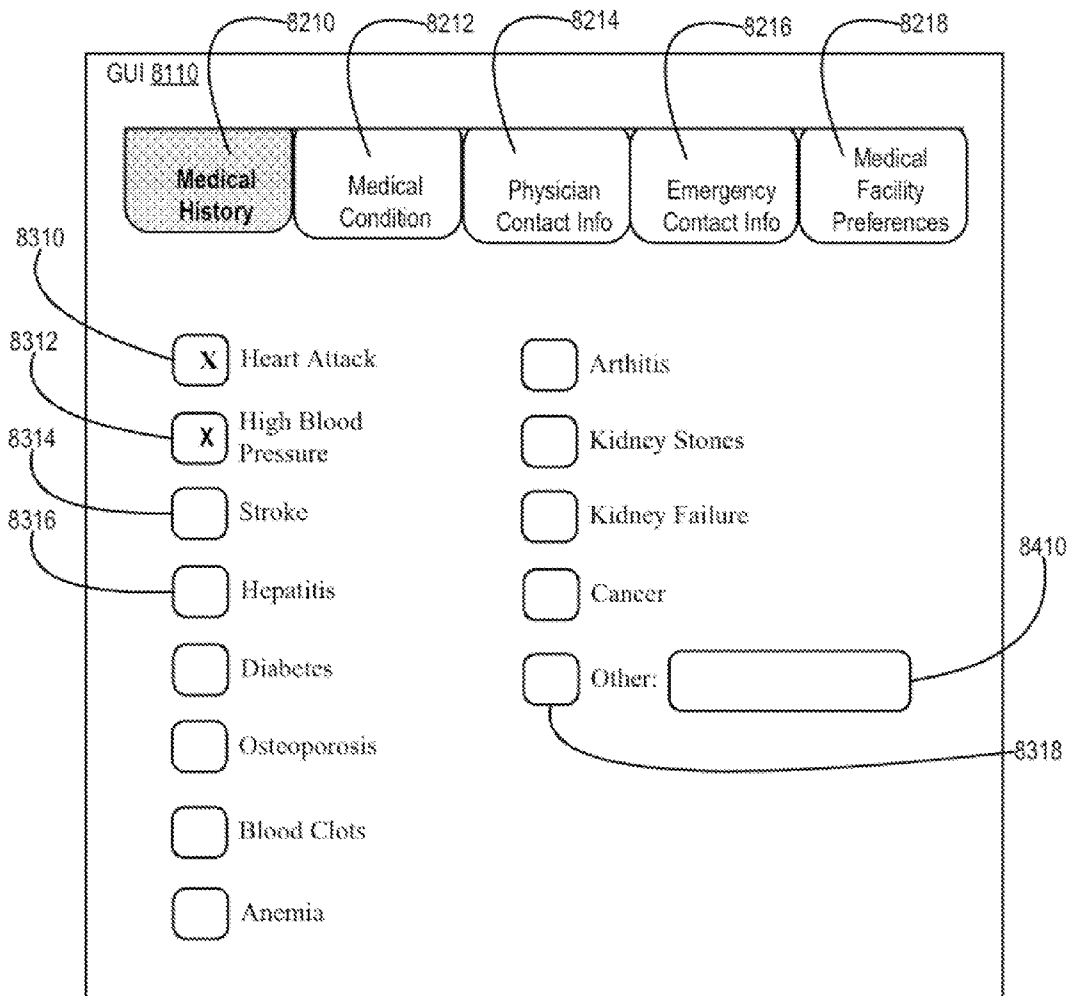 8210
8212
8214
8216
8218
GUI 8110
Medical
History
Medical
Condition
Physician
Contact Info
Emergency
Contact Info
Medical
Facility
Preferences
8310
8312
8314
8316
X Heart Attack
X High Blood
Pressure
Stroke
Hepatitis
Diabetes
Osteoporosis
Blood Clots
Anemia
Arthitis
Kidney Stones
Kidney Failure
Cancer
Other:
8410
8318